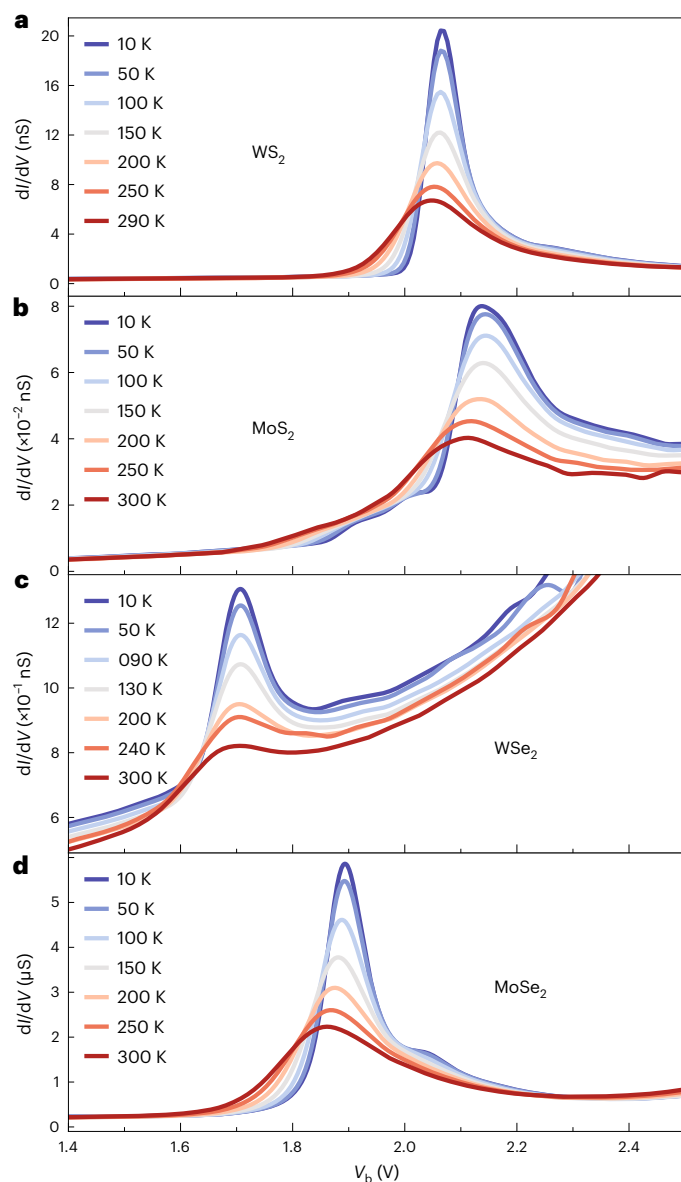 a
20
16
12
8
4
0
dI/dV (nS)
10 K
50 K
100 K
150 K
200 K
250 K
290 K
WS₂
b
8
6
4
2
0
dI/dV (×10⁻² nS)
10 K
50 K
100 K
150 K
200 K
250 K
300 K
MoS₂
c
12
10
8
6
dI/dV (×10⁻¹ nS)
10 K
50 K
090 K
130 K
200 K
240 K
300 K
WSe₂
d
5
4
3
2
1
0
dI/dV (µS)
10 K
50 K
100 K
150 K
200 K
250 K
300 K
MoSe₂
1.4 1.6 1.8 2.0 2.2 2.4
V_b (V)